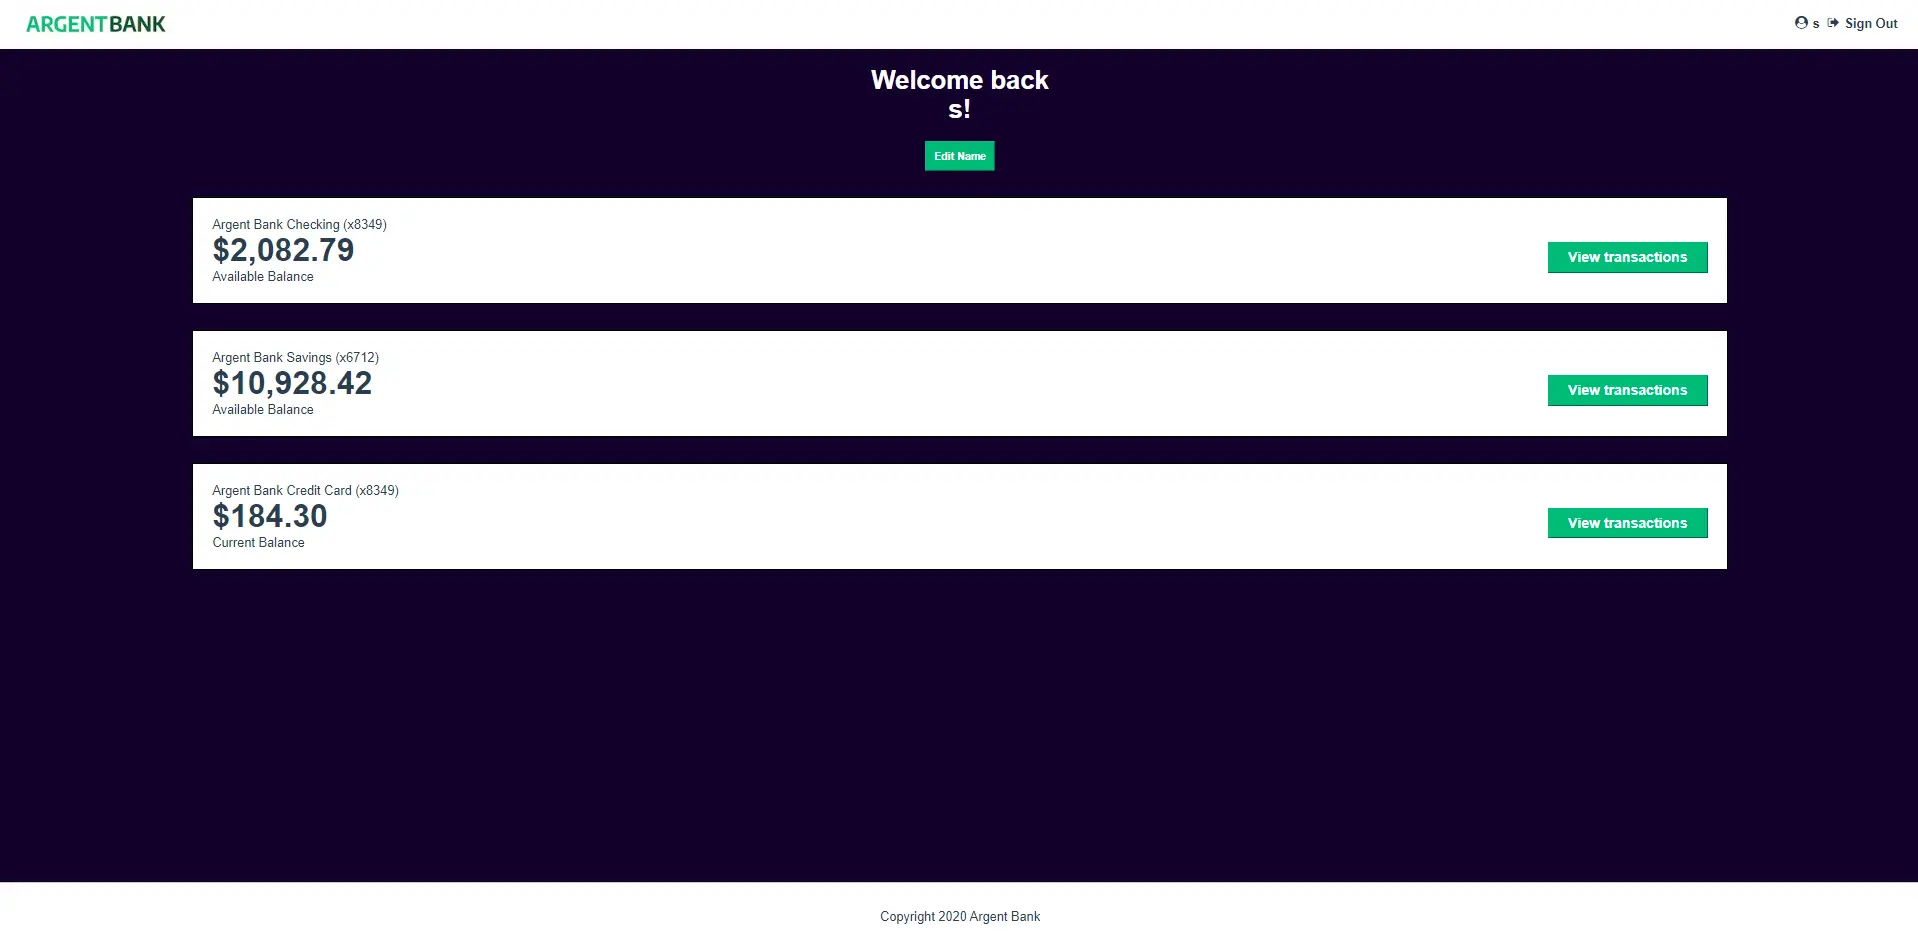 ARGENTBANK
s Sign Out
Welcome back
s!
Edit Name
Argent Bank Checking (x8349)
$2,082.79
Available Balance
View transactions
Argent Bank Savings (x6712)
$10,928.42
Available Balance
View transactions
Argent Bank Credit Card (x8349)
$184.30
Current Balance
View transactions
Copyright 2020 Argent Bank